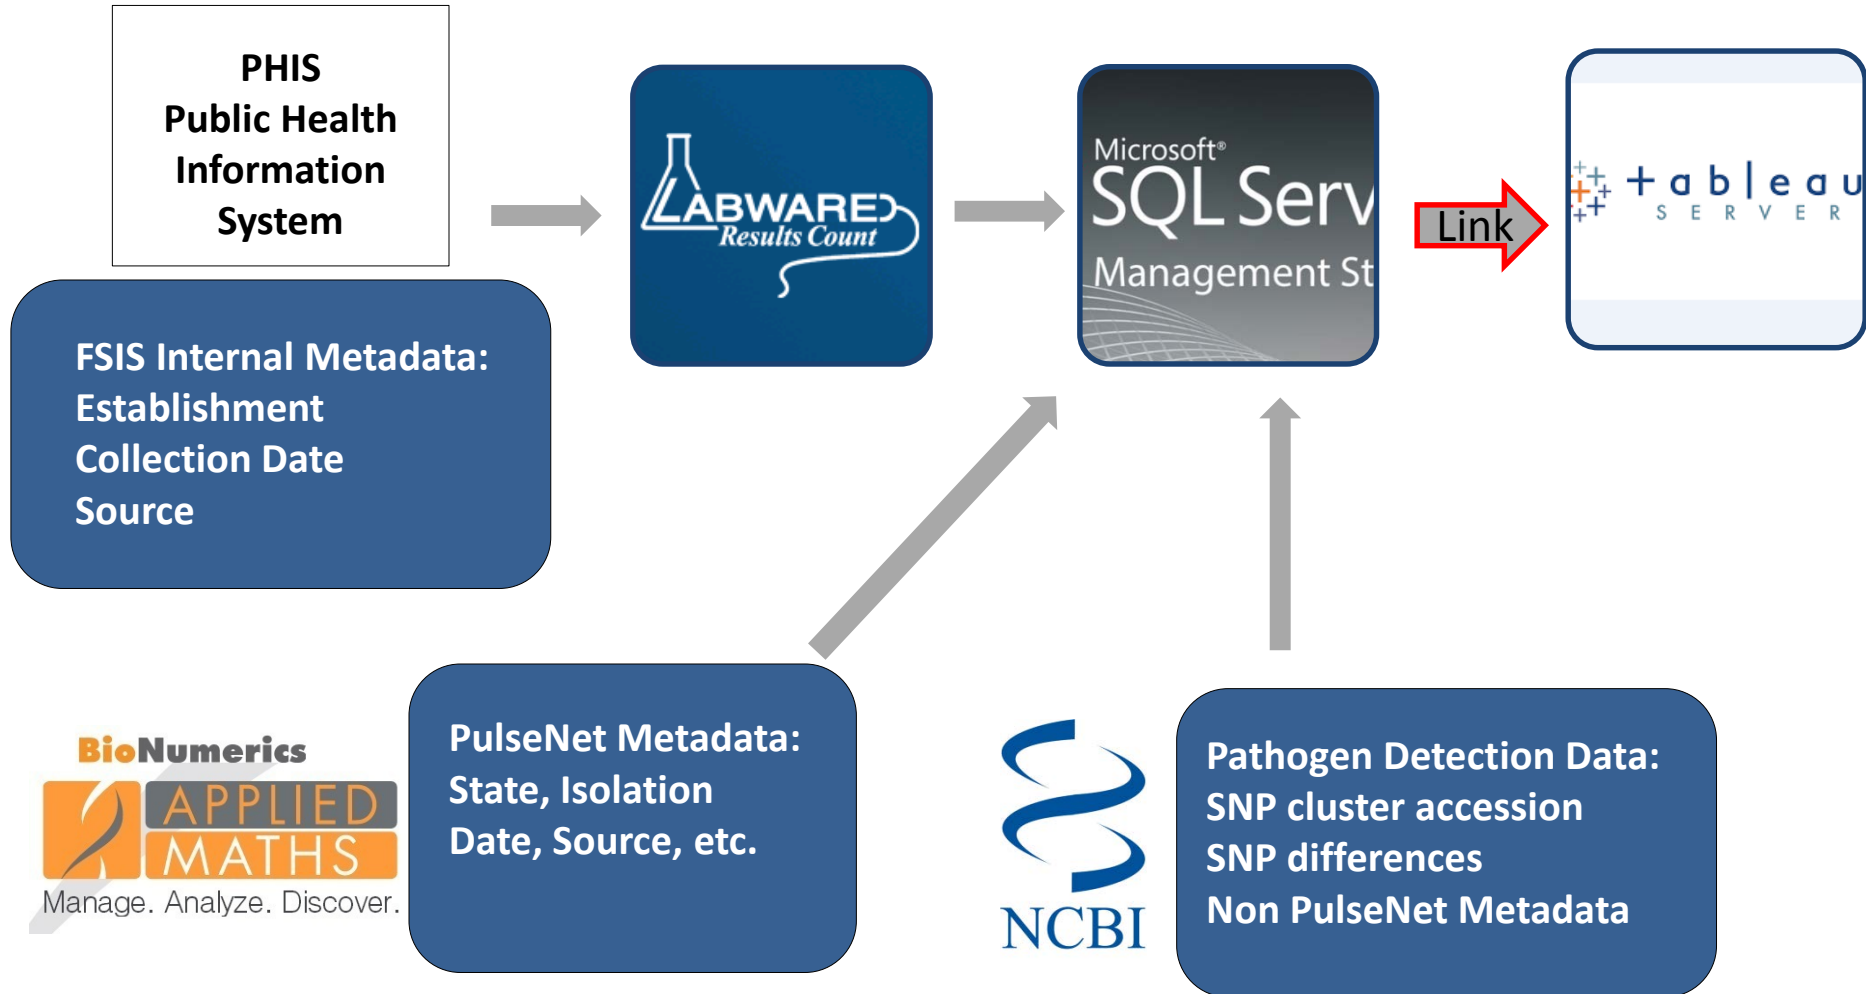 PHIS
Public Health
Information
System
FSIS Internal Metadata:
Establishment
Collection Date
Source
LABWARE
Results Count
Microsoft®
SQL Serv
Management St
Link
+ableau
SERVER
BioNumerics
APPLIED
MATHS
Manage. Analyze. Discover.
PulseNet Metadata:
State, Isolation
Date, Source, etc.
NCBI
Pathogen Detection Data:
SNP cluster accession
SNP differences
Non PulseNet Metadata